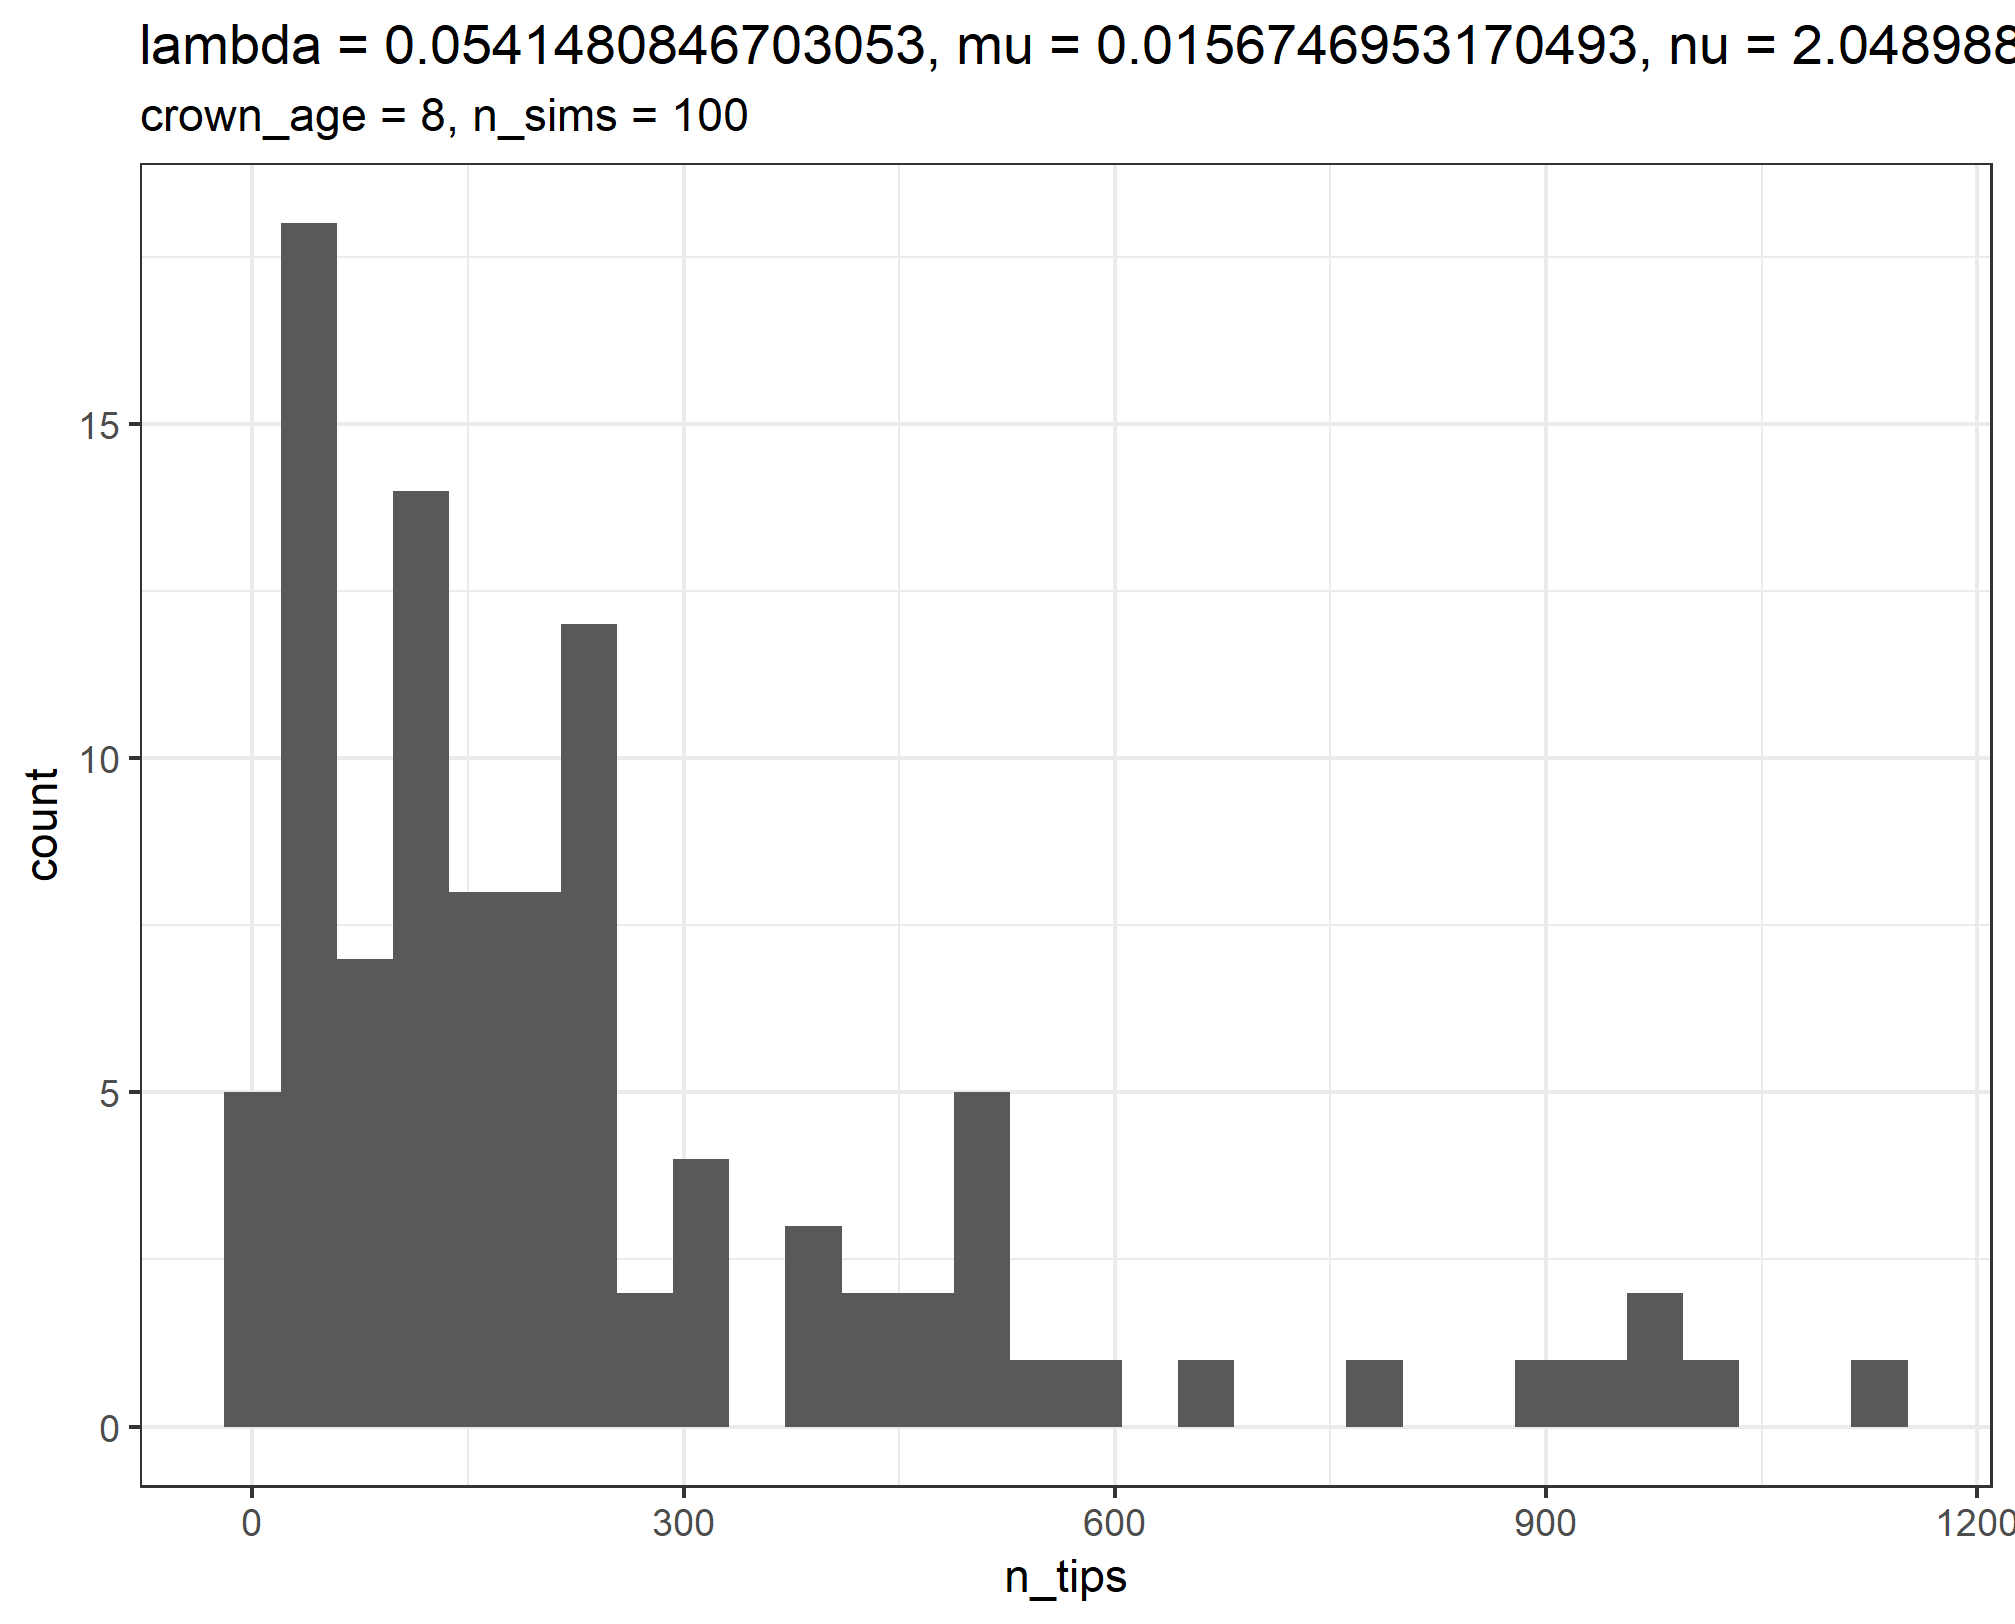 lambda = 0.0541480846703053, mu = 0.0156746953170493, nu = 2.048988
crown_age = 8, n_sims = 100
15
10
5
0
count
0 300 600 900 1200
n_tips